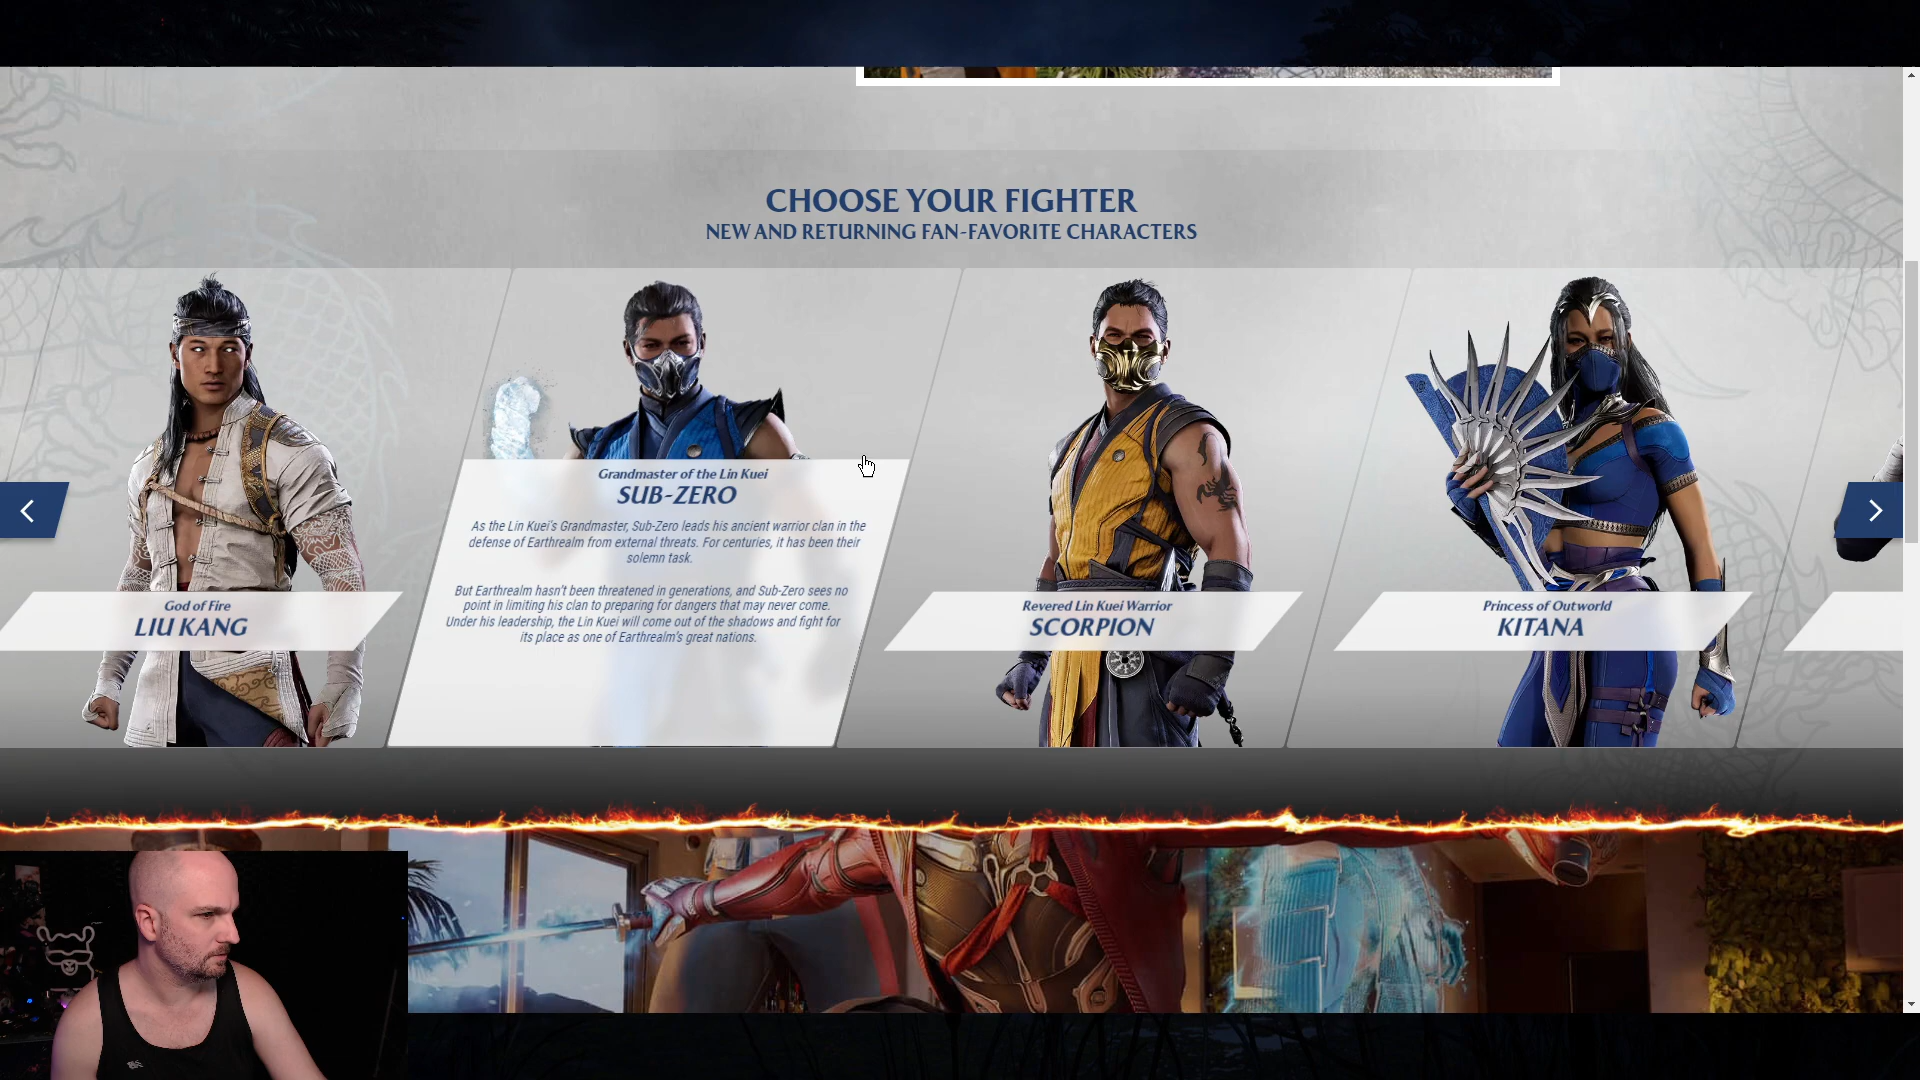 CHOOSE YOUR FIGHTER
NEW AND RETURNING FAN-FAVORITE CHARACTERS
God of Fire
LIU KANG
Grandmaster of the Lin Kuei
SUB-ZERO
As the Lin Kuei's Grandmaster, Sub-Zero leads his ancient warrior clan in the
defense of Earthrealm from external threats. For centuries, it has been their
solemn task.
But Earthrealm hasn't been threatened in generations, and Sub-Zero sees no
point in limiting his clan to preparing for dangers that may never come.
Under his leadership, the Lin Kuei will come out of the shadows and fight for
its place as one of Earthrealm's great nations.
Revered Lin Kuei Warrior
SCORPION
Princess of Outworld
KITANA